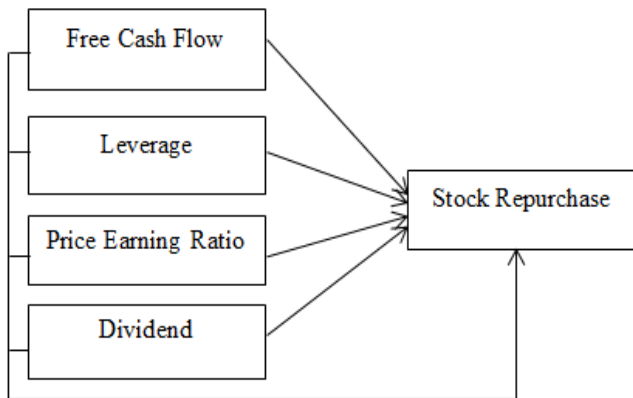 Free Cash Flow
Leverage
Stock Repurchase
Price Earning Ratio
Dividend